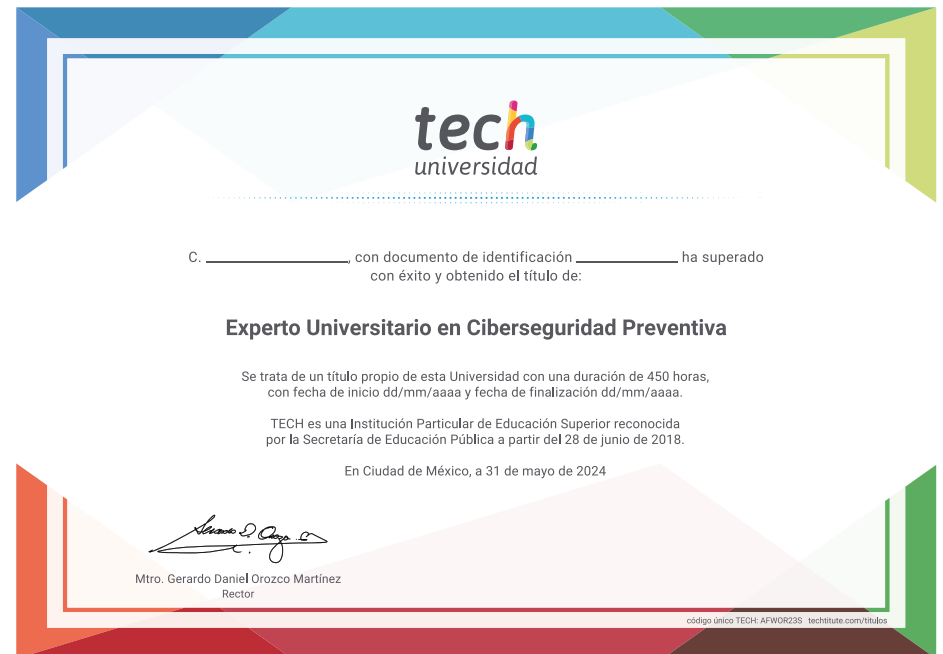 tech
universidad
C. ____________, con documento de identificación ____________ ha superado
con éxito y obtenido el título de:
Experto Universitario en Ciberseguridad Preventiva
Se trata de un título propio de esta Universidad con una duración de 450 horas,
con fecha de inicio dd/mm/aaaa y fecha de finalización dd/mm/aaaa.
TECH es una Institución Particular de Educación Superior reconocida
por la Secretaría de Educación Pública a partir del 28 de junio de 2018.
En Ciudad de México, a 31 de mayo de 2024
Mtro. Gerardo Daniel Orozco Martínez
Rector
código único TECH: AFWOR23S techtitute.com/titulos